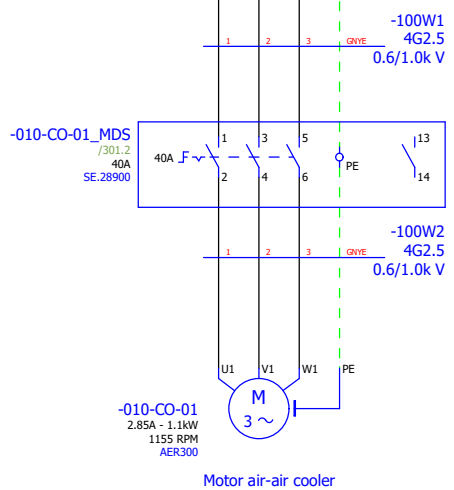 -100W1
4G2.5
0.6/1.0k V
1 2 3 GNYE
-010-CO-01_MDS
/301.2
40A
SE.28900
40A
1 3 5 13
PE
2 4 6 14
-100W2
4G2.5
0.6/1.0k V
1 2 3 GNYE
U1 V1 W1 PE
M
3 ~
-010-CO-01
2.85A - 1.1kW
1155 RPM
AER300
Motor air-air cooler